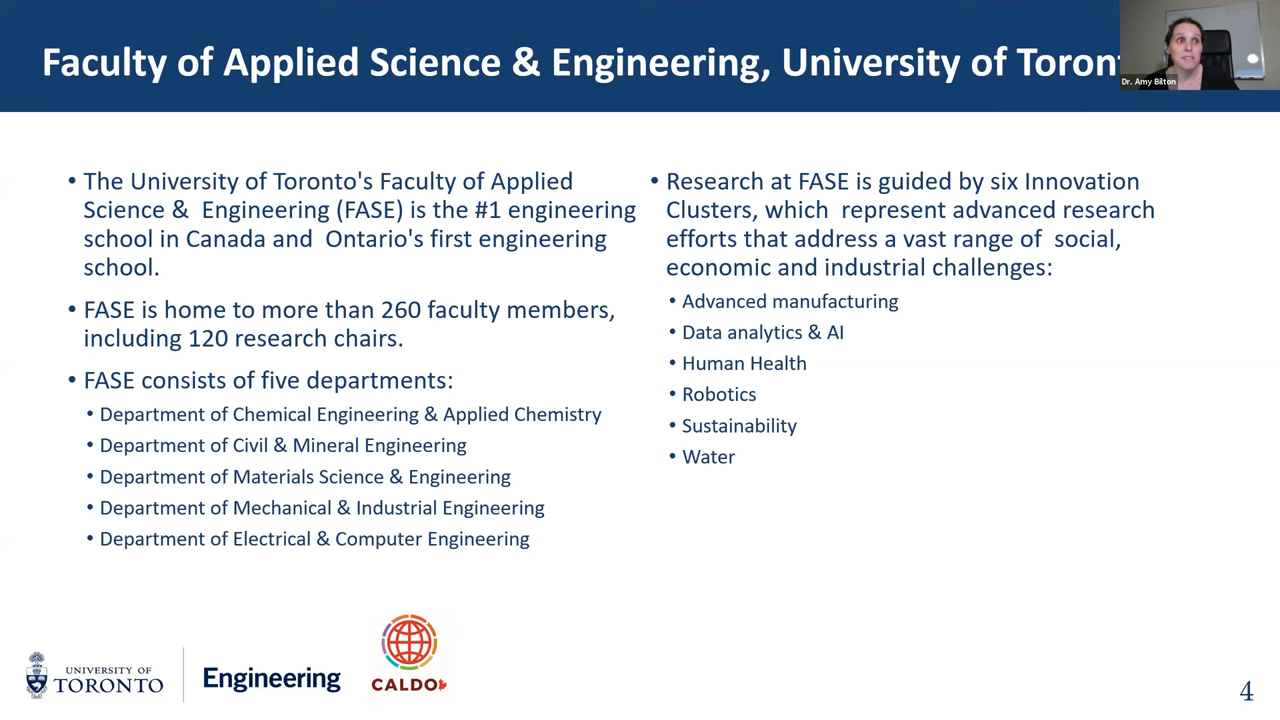 Faculty of Applied Science & Engineering, University of Toron
Dr. Amy Bilton
• The University of Toronto's Faculty of Applied
Science & Engineering (FASE) is the #1 engineering
school in Canada and Ontario's first engineering
school.
• FASE is home to more than 260 faculty members,
including 120 research chairs.
• FASE consists of five departments:
• Department of Chemical Engineering & Applied Chemistry
• Department of Civil & Mineral Engineering
• Department of Materials Science & Engineering
• Department of Mechanical & Industrial Engineering
• Department of Electrical & Computer Engineering
• Research at FASE is guided by six Innovation
Clusters, which represent advanced research
efforts that address a vast range of social,
economic and industrial challenges:
• Advanced manufacturing
• Data analytics & AI
• Human Health
• Robotics
• Sustainability
• Water
UNIVERSITY OF
TORONTO
Engineering
CALDO
4